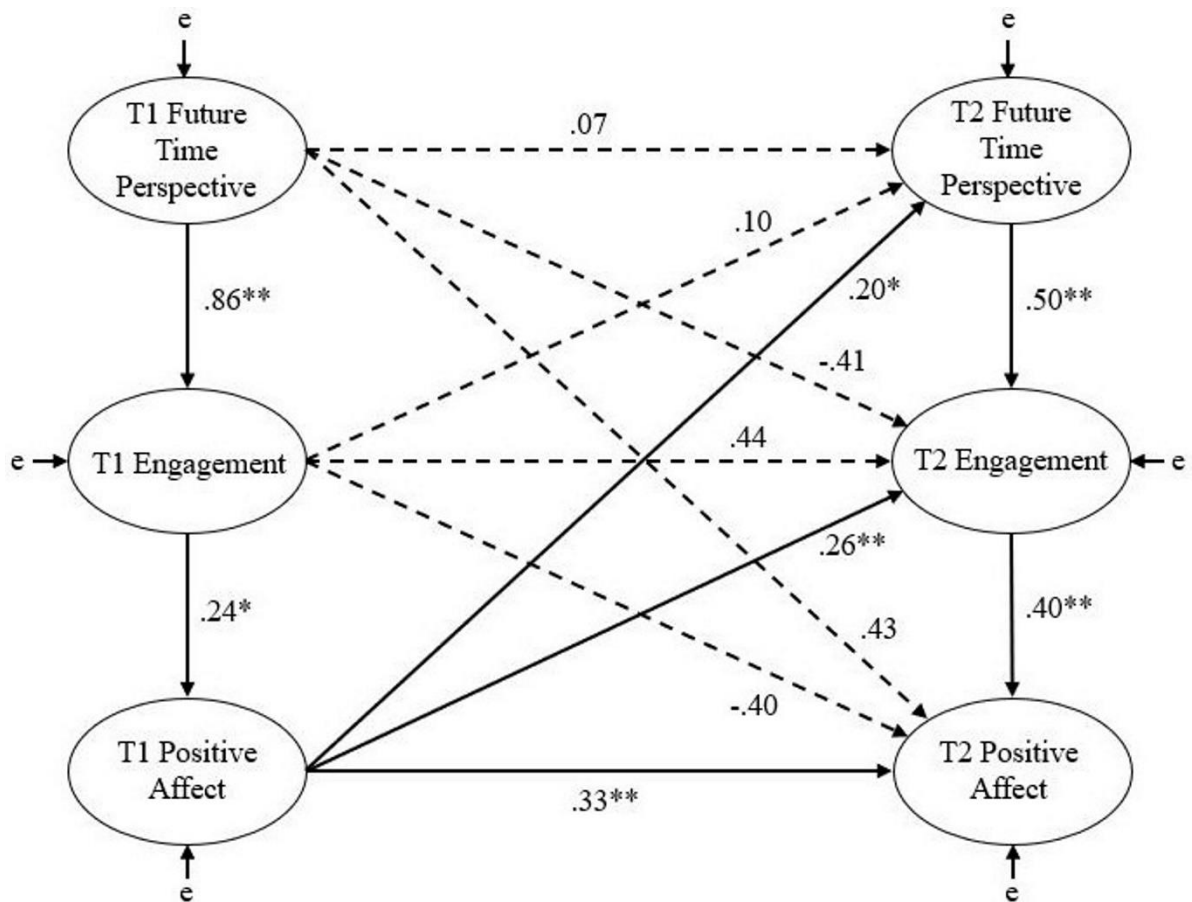 e
e
T1 Future
Time
Perspective
T2 Future
Time
Perspective
.07
.10
.20*
.86**
.50**
-.41
e
T1 Engagement
.44
T2 Engagement
e
.26**
.24*
.43
.40**
-.40
T1 Positive
Affect
T2 Positive
Affect
.33**
e
e